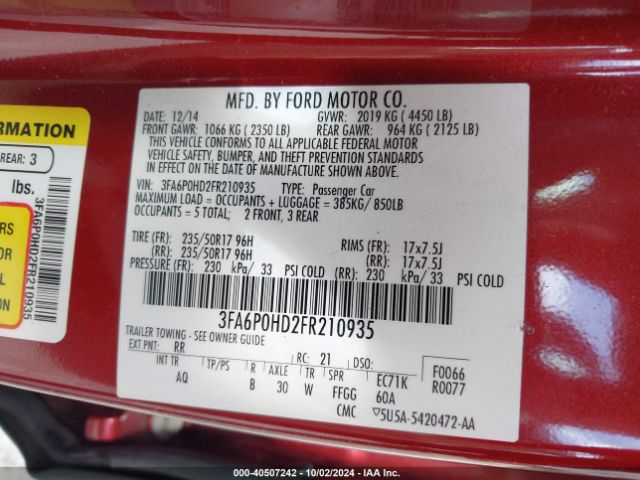 MFD. BY FORD MOTOR CO.
DATE: 12/14 GVWR: 2019 KG (4450 LB)
FRONT GAWR: 1066 KG (2350 LB) REAR GAWR: 964 KG (2125 LB)
THIS VEHICLE CONFORMS TO ALL APPLICABLE FEDERAL MOTOR
VEHICLE SAFETY, BUMPER, AND THEFT PREVENTION STANDARDS
IN EFFECT ON THE DATE OF MANUFACTURE SHOWN ABOVE.
VIN: 3FA6P0HD2FR210935 TYPE: Passenger Car
MAXIMUM LOAD = OCCUPANTS + LUGGAGE = 385KG/ 850LB
OCCUPANTS = 5 TOTAL: 2 FRONT, 3 REAR
TIRE (FR): 235/50R17 96H RIMS (FR): 17x7.5J
(RR): 235/50R17 96H (RR): 17x7.5J
PRESSURE (FR): 230 kPa/ 33 PSI COLD (RR): 230 kPa/ 33 PSI COLD
3FA6P0HD2FR210935
TRAILER TOWING - SEE OWNER GUIDE
EXT PNT: RR RC: 21 DSO: F0066
R0077
INT TR TP/PS R AXLE TR SPR EC71K
AQ B 30 W FFGG 60A
CMC ▽5U5A-5420472-AA
ORMATION
REAR: 3
lbs.
3FA6P0HD2FR210935
RS
OR
L
ION
000-40507242 - 10/02/2024 - IAA Inc.